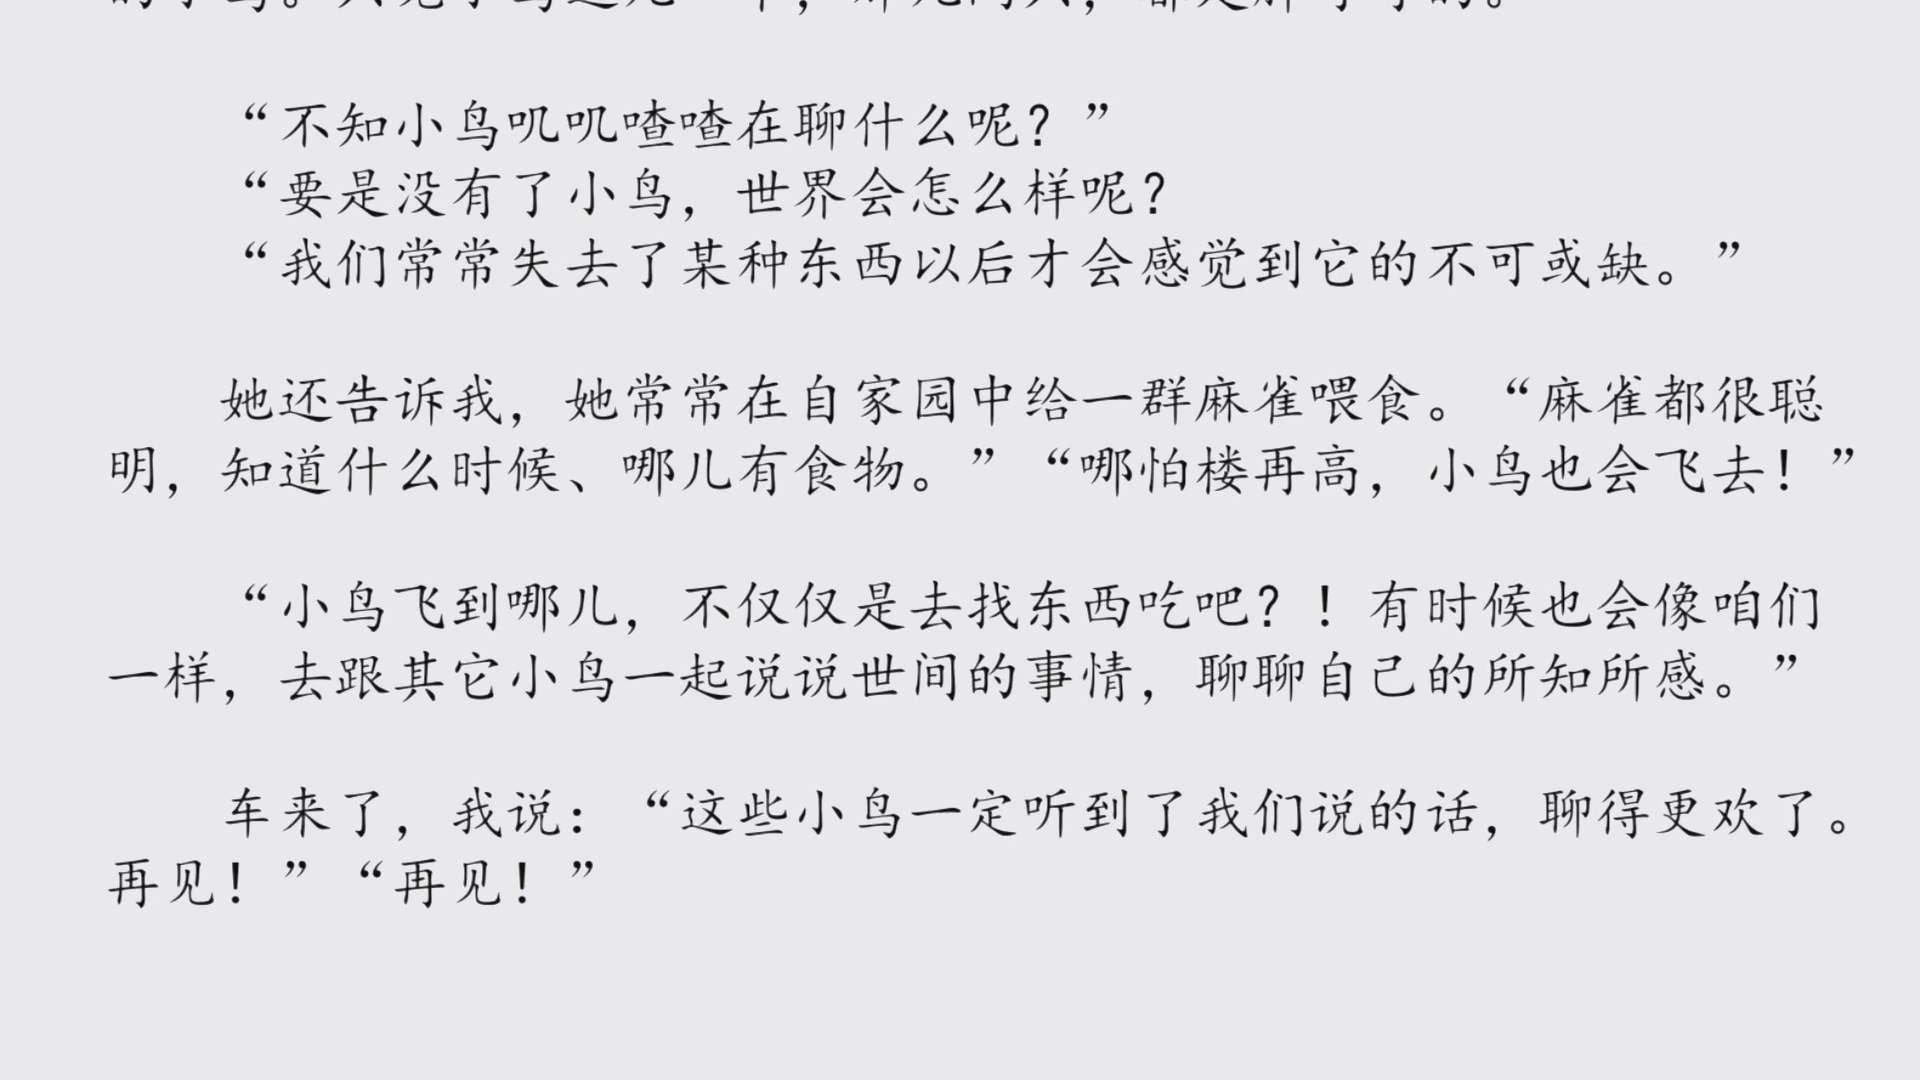 “不知小鸟叽叽喳喳在聊什么呢？”
“要是没有了小鸟，世界会怎么样呢？
“我们常常失去了某种东西以后才会感觉到它的不可或缺。”
她还告诉我，她常常在自家园中给一群麻雀喂食。“麻雀都很聪
明，知道什么时候、哪儿有食物。”“哪怕楼再高，小鸟也会飞去！”
“小鸟飞到哪儿，不仅仅是去找东西吃吧？！有时候也会像咱们
一样，去跟其它小鸟一起说说世间的事情，聊聊自己的所知所感。”
车来了，我说：“这些小鸟一定听到了我们说的话，聊得更欢了。
再见！”“再见！”